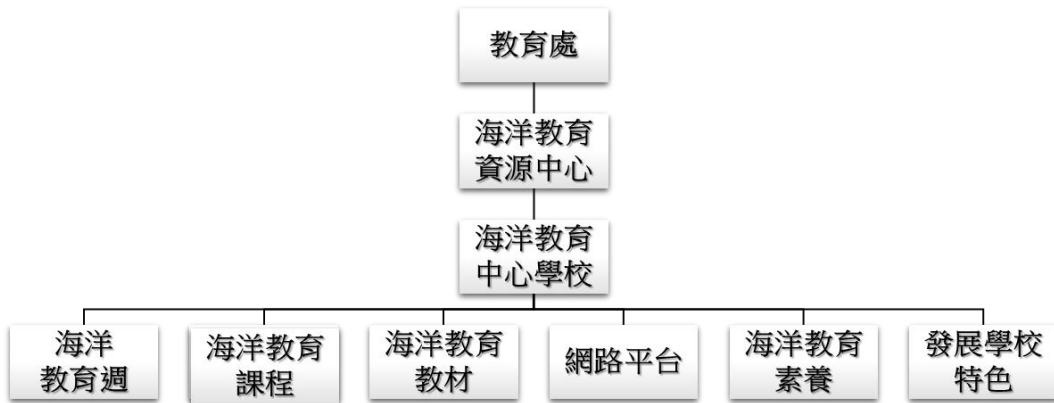 教育處
海洋教育
資源中心
海洋教育
中心學校
海洋
教育週
海洋教育
課程
海洋教育
教材
網路平台
海洋教育
素養
發展學校
特色